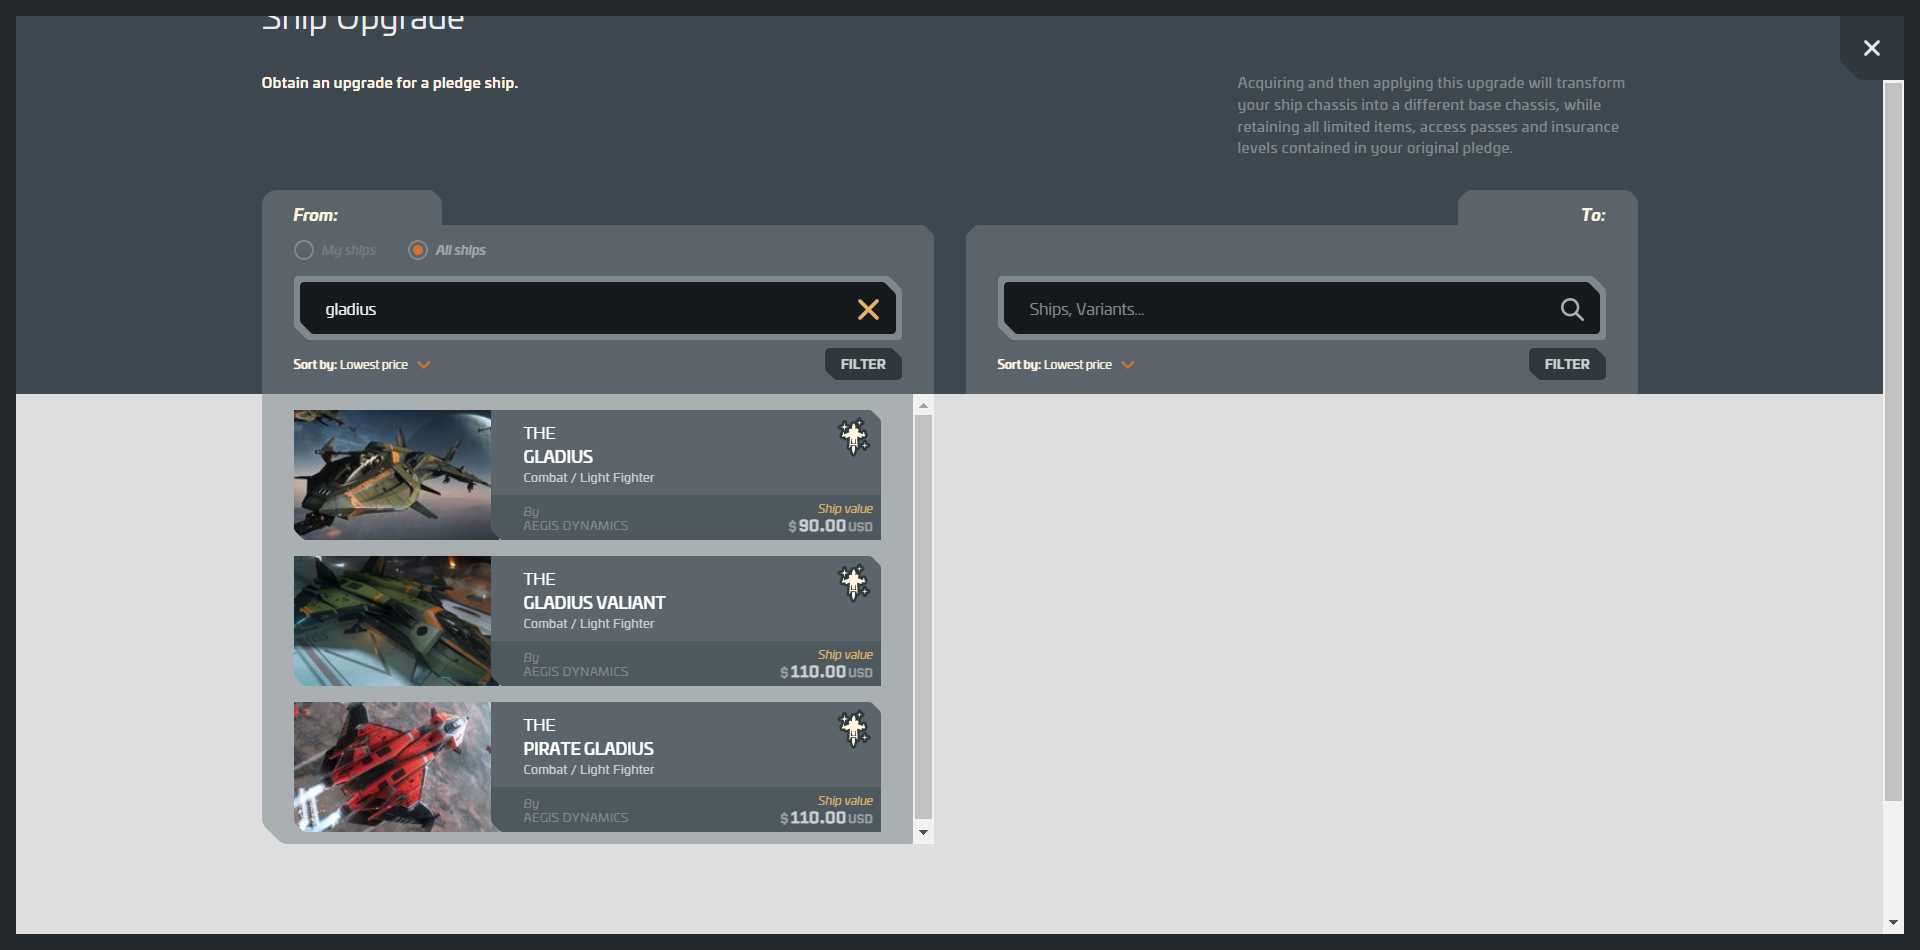 Ship Upgrade
Obtain an upgrade for a pledge ship.
Acquiring and then applying this upgrade will transform
your ship chassis into a different base chassis, while
retaining all limited items, access passes and insurance
levels contained in your original pledge.
From:
My ships
All ships
gladius
Sort by: Lowest price
FILTER
THE
GLADIUS
Combat / Light Fighter
By
AEGIS DYNAMICS
Ship value
$ 90.00 USD
THE
GLADIUS VALIANT
Combat / Light Fighter
By
AEGIS DYNAMICS
Ship value
$ 110.00 USD
THE
PIRATE GLADIUS
Combat / Light Fighter
By
AEGIS DYNAMICS
Ship value
$ 110.00 USD
To:
Ships, Variants...
Sort by: Lowest price
FILTER